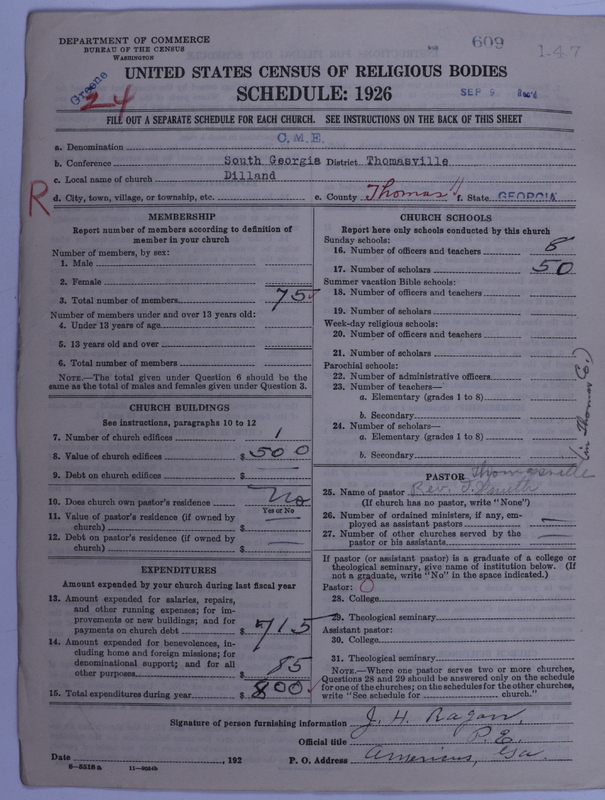 609
1-47
DEPARTMENT OF COMMERCE
BUREAU OF THE CENSUS
WASHINGTON
UNITED STATES CENSUS OF RELIGIOUS BODIES
SCHEDULE: 1926
Greene
24
SEP 9 Rec'd
FILL OUT A SEPARATE SCHEDULE FOR EACH CHURCH. SEE INSTRUCTIONS ON THE BACK OF THIS SHEET
a. Denomination C.M.E.
b. Conference South Georgia District Thomasville
c. Local name of church Dilland
R d. City, town, village, or township, etc. e. County Thomas f. State GEORGIA
MEMBERSHIP
Report number of members according to definition of
member in your church
Number of members, by sex:
1. Male
2. Female
3. Total number of members 75
Number of members under and over 13 years old:
4. Under 13 years of age
5. 13 years old and over
6. Total number of members
NOTE.—The total given under Question 6 should be the
same as the total of males and females given under Question 3.
CHURCH BUILDINGS
See instructions, paragraphs 10 to 12
7. Number of church edifices 1
8. Value of church edifices $ 500
9. Debt on church edifices $ —
10. Does church own pastor's residence No
Yes or No
11. Value of pastor's residence (if owned by
church) $ —
12. Debt on pastor's residence (if owned by
church) $ —
EXPENDITURES
Amount expended by your church during last fiscal year
13. Amount expended for salaries, repairs,
and other running expenses; for im-
provements or new buildings; and for
payments on church debt $ 715
14. Amount expended for benevolences, in-
cluding home and foreign missions; for
denominational support; and for all
other purposes $ 85
15. Total expenditures during year $ 800
CHURCH SCHOOLS
Report here only schools conducted by this church
Sunday schools:
16. Number of officers and teachers 8
17. Number of scholars 50
Summer vacation Bible schools:
18. Number of officers and teachers
19. Number of scholars
Week-day religious schools:
20. Number of officers and teachers
21. Number of scholars
Parochial schools:
22. Number of administrative officers
23. Number of teachers—
a. Elementary (grades 1 to 8)
b. Secondary
24. Number of scholars—
a. Elementary (grades 1 to 8)
b. Secondary
(in Thomas C.)
PASTOR Thomasville
25. Name of pastor Rev. I. Smith
(If church has no pastor, write "None")
26. Number of ordained ministers, if any, em-
ployed as assistant pastors —
27. Number of other churches served by the
pastor or his assistants —
If pastor (or assistant pastor) is a graduate of a college or
theological seminary, give name of institution below. (If
not a graduate, write "No" in the space indicated.)
Pastor: 0
28. College
29. Theological seminary
Assistant pastor:
30. College
31. Theological seminary
NOTE.—Where one pastor serves two or more churches,
Questions 28 and 29 should be answered only on the schedule
for one of the churches; on the schedules for the other churches,
write "See schedule for church."
Signature of person furnishing information J. H. Ragan,
Official title P. E.
Date , 192 P. O. Address Americus, Ga.
8—5518 a 11—9024b